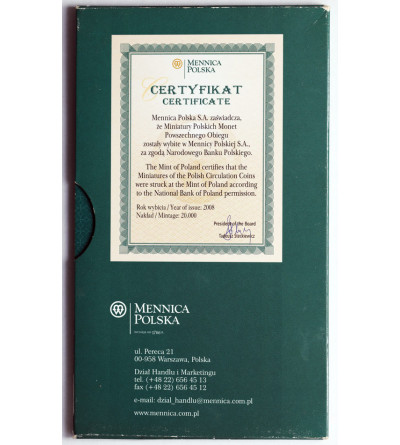 MENNICA
POLSKA
CERTYFIKAT
CERTIFICATE
Mennica Polska S.A. zaświadcza,
że Miniatury Polskich Monet
Powszechnego Obiegu
zostały wybite w Mennicy Polskiej S.A.,
za zgodą Narodowego Banku Polskiego.
The Mint of Poland certifies that the
Miniatures of the Polish Circulation Coins
were struck at the Mint of Poland according
to the National Bank of Poland permission.
Rok wybicia / Year of issue: 2008
Nakład / Mintage: 20.000
President of the Board
MENNICA
POLSKA
ul. Pereca 21
00-958 Warszawa, Polska
Dział Handlu i Marketingu
tel. (+48 22) 656 45 13
fax (+48 22) 656 45 12
e-mail: dzial_handlu@mennica.com.pl
www.mennica.com.pl